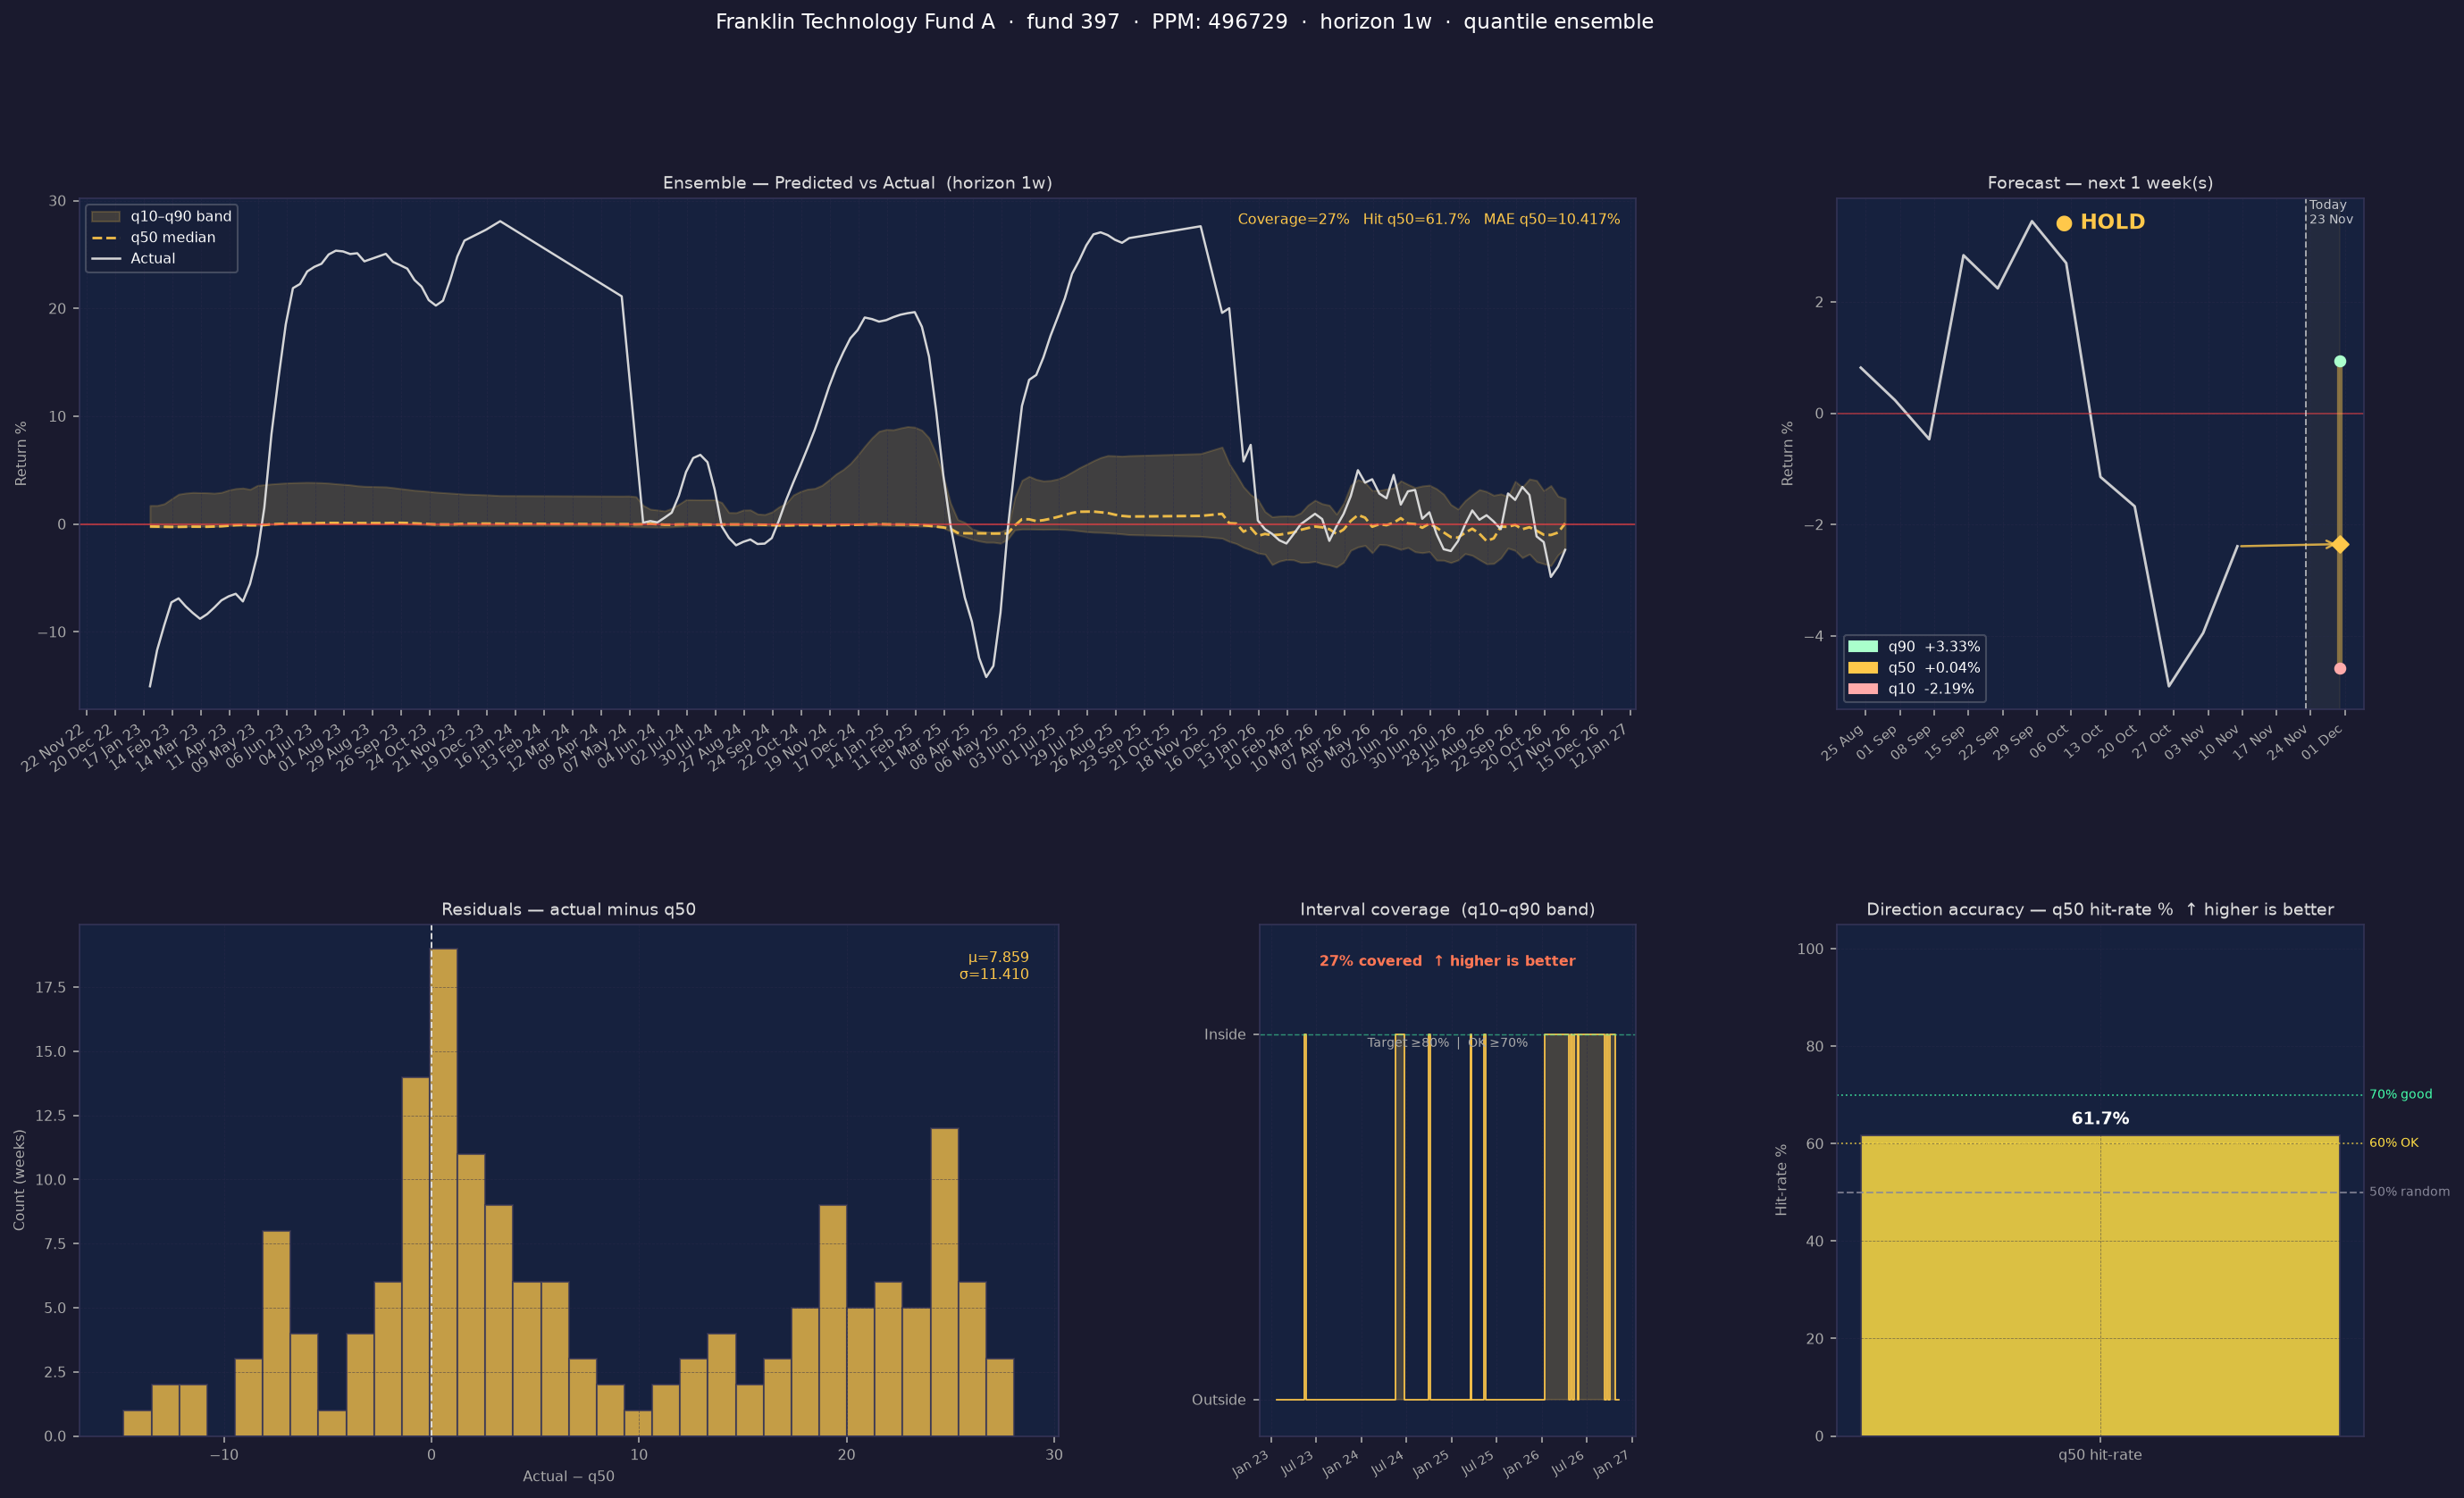 Franklin Technology Fund A · fund 397 · PPM: 496729 · horizon 1w · quantile ensemble
Ensemble — Predicted vs Actual (horizon 1w)
q10–q90 band
q50 median
Actual
Coverage=27% Hit q50=61.7% MAE q50=10.417%
Return %
30
20
10
0
−10
22 Nov 22
20 Dec 22
17 Jan 23
14 Feb 23
14 Mar 23
11 Apr 23
09 May 23
06 Jun 23
04 Jul 23
01 Aug 23
29 Aug 23
26 Sep 23
24 Oct 23
21 Nov 23
19 Dec 23
16 Jan 24
13 Feb 24
12 Mar 24
09 Apr 24
07 May 24
04 Jun 24
02 Jul 24
30 Jul 24
27 Aug 24
24 Sep 24
22 Oct 24
19 Nov 24
17 Dec 24
14 Jan 25
11 Feb 25
11 Mar 25
08 Apr 25
06 May 25
03 Jun 25
01 Jul 25
29 Jul 25
26 Aug 25
23 Sep 25
21 Oct 25
18 Nov 25
16 Dec 25
13 Jan 26
10 Feb 26
10 Mar 26
07 Apr 26
05 May 26
02 Jun 26
30 Jun 26
28 Jul 26
25 Aug 26
22 Sep 26
20 Oct 26
17 Nov 26
15 Dec 26
12 Jan 27
Forecast — next 1 week(s)
HOLD
Today
23 Nov
Return %
2
0
−2
−4
q90 +3.33%
q50 +0.04%
q10 -2.19%
25 Aug
01 Sep
08 Sep
15 Sep
22 Sep
29 Sep
06 Oct
13 Oct
20 Oct
27 Oct
03 Nov
10 Nov
17 Nov
24 Nov
01 Dec
Residuals — actual minus q50
μ=7.859
σ=11.410
Count (weeks)
17.5
15.0
12.5
10.0
7.5
5.0
2.5
0.0
−10
0
10
20
30
Actual − q50
Interval coverage (q10–q90 band)
27% covered ↑ higher is better
Inside
Target ≥80% | OK ≥70%
Outside
Jan 23
Jul 23
Jan 24
Jul 24
Jan 25
Jul 25
Jan 26
Jul 26
Jan 27
Direction accuracy — q50 hit-rate % ↑ higher is better
Hit-rate %
100
80
60
40
20
0
70% good
61.7%
60% OK
50% random
q50 hit-rate